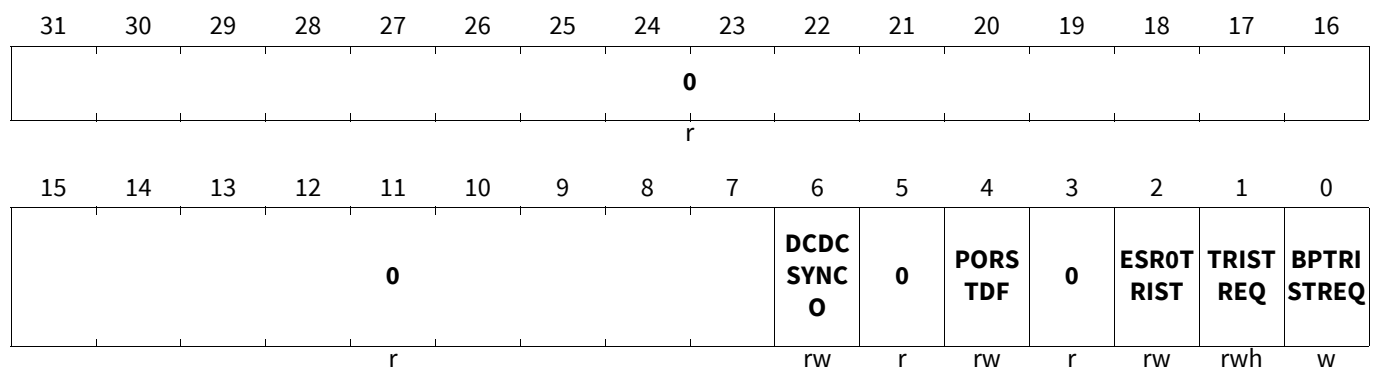 31 30 29 28 27 26 25 24 23 22 21 20 19 18 17 16
0
r
15 14 13 12 11 10 9 8 7 6 5 4 3 2 1 0
0 DCDC SYNC O 0 PORS TDF 0 ESR0T RIST TRIST REQ BPTRI STREQ
r rw r rw r rw rwh w